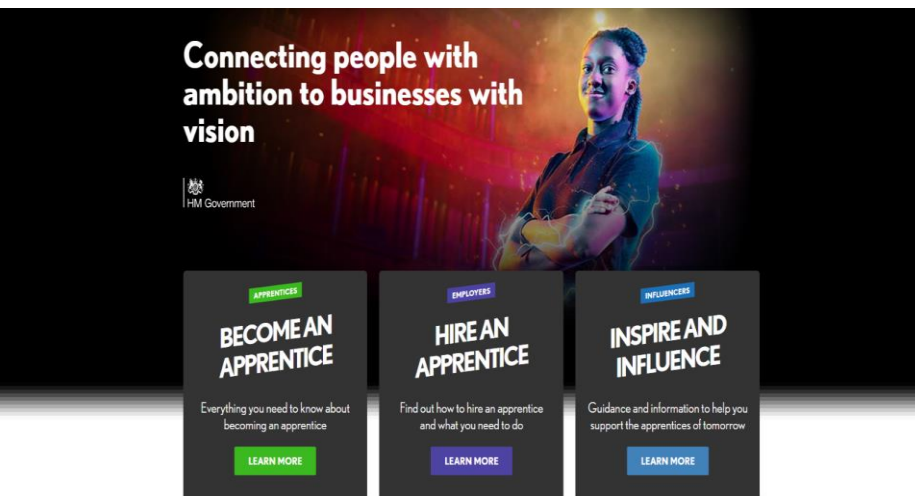 Connecting people with
ambition to businesses with
vision
HM Government
APPRENTICES
BECOME AN
APPRENTICE
Everything you need to know about
becoming an apprentice
LEARN MORE
EMPLOYERS
HIRE AN
APPRENTICE
Find out how to hire an apprentice
and what you need to do
LEARN MORE
INFLUENCERS
INSPIRE AND
INFLUENCE
Guidance and information to help you
support the apprentices of tomorrow
LEARN MORE